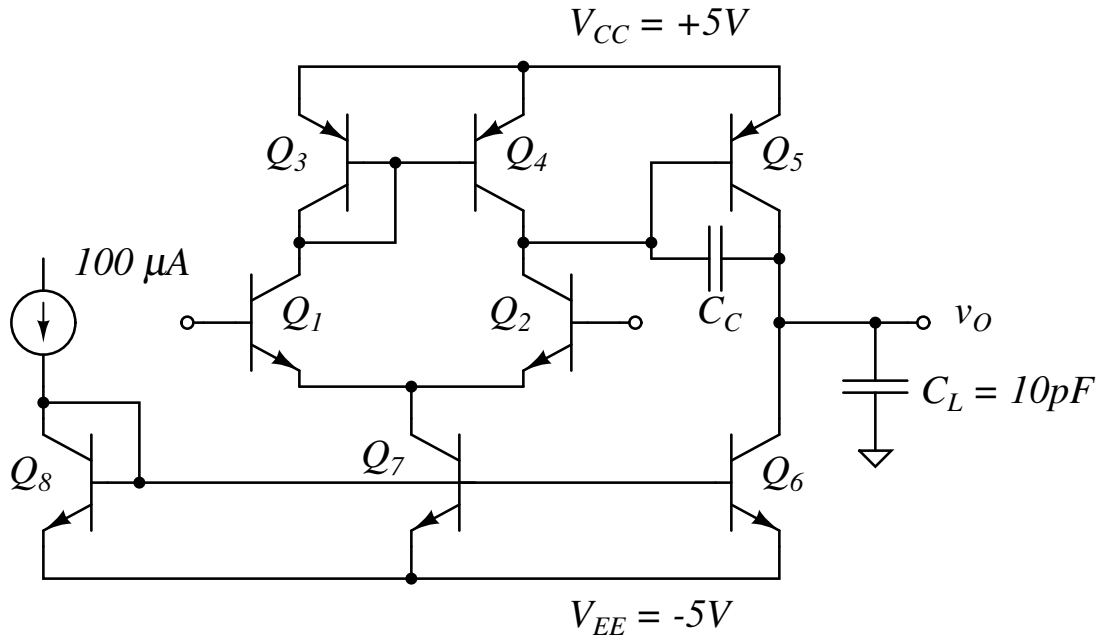 V_CC = +5V
Q_3
Q_4
Q_5
100 μA
Q_1
Q_2
C_C
v_O
C_L = 10pF
Q_8
Q_7
Q_6
V_EE = -5V